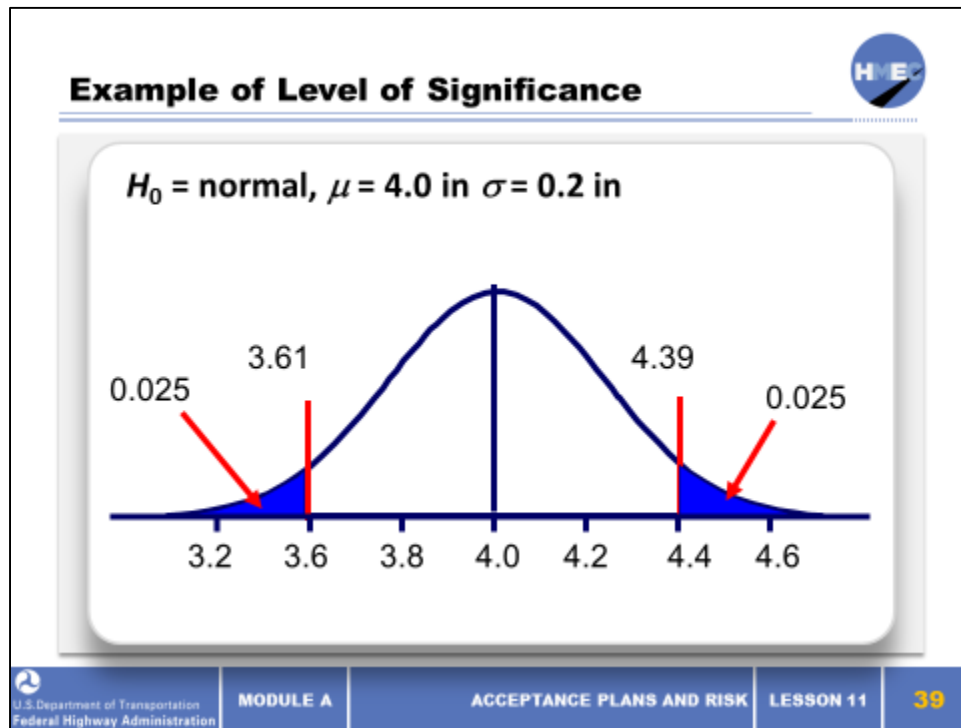 Example of Level of Significance
HMEC
H₀ = normal, μ = 4.0 in σ = 0.2 in
3.61
4.39
0.025
0.025
3.2 3.6 3.8 4.0 4.2 4.4 4.6
U.S.Department of Transportation
Federal Highway Administration
MODULE A
ACCEPTANCE PLANS AND RISK
LESSON 11
39